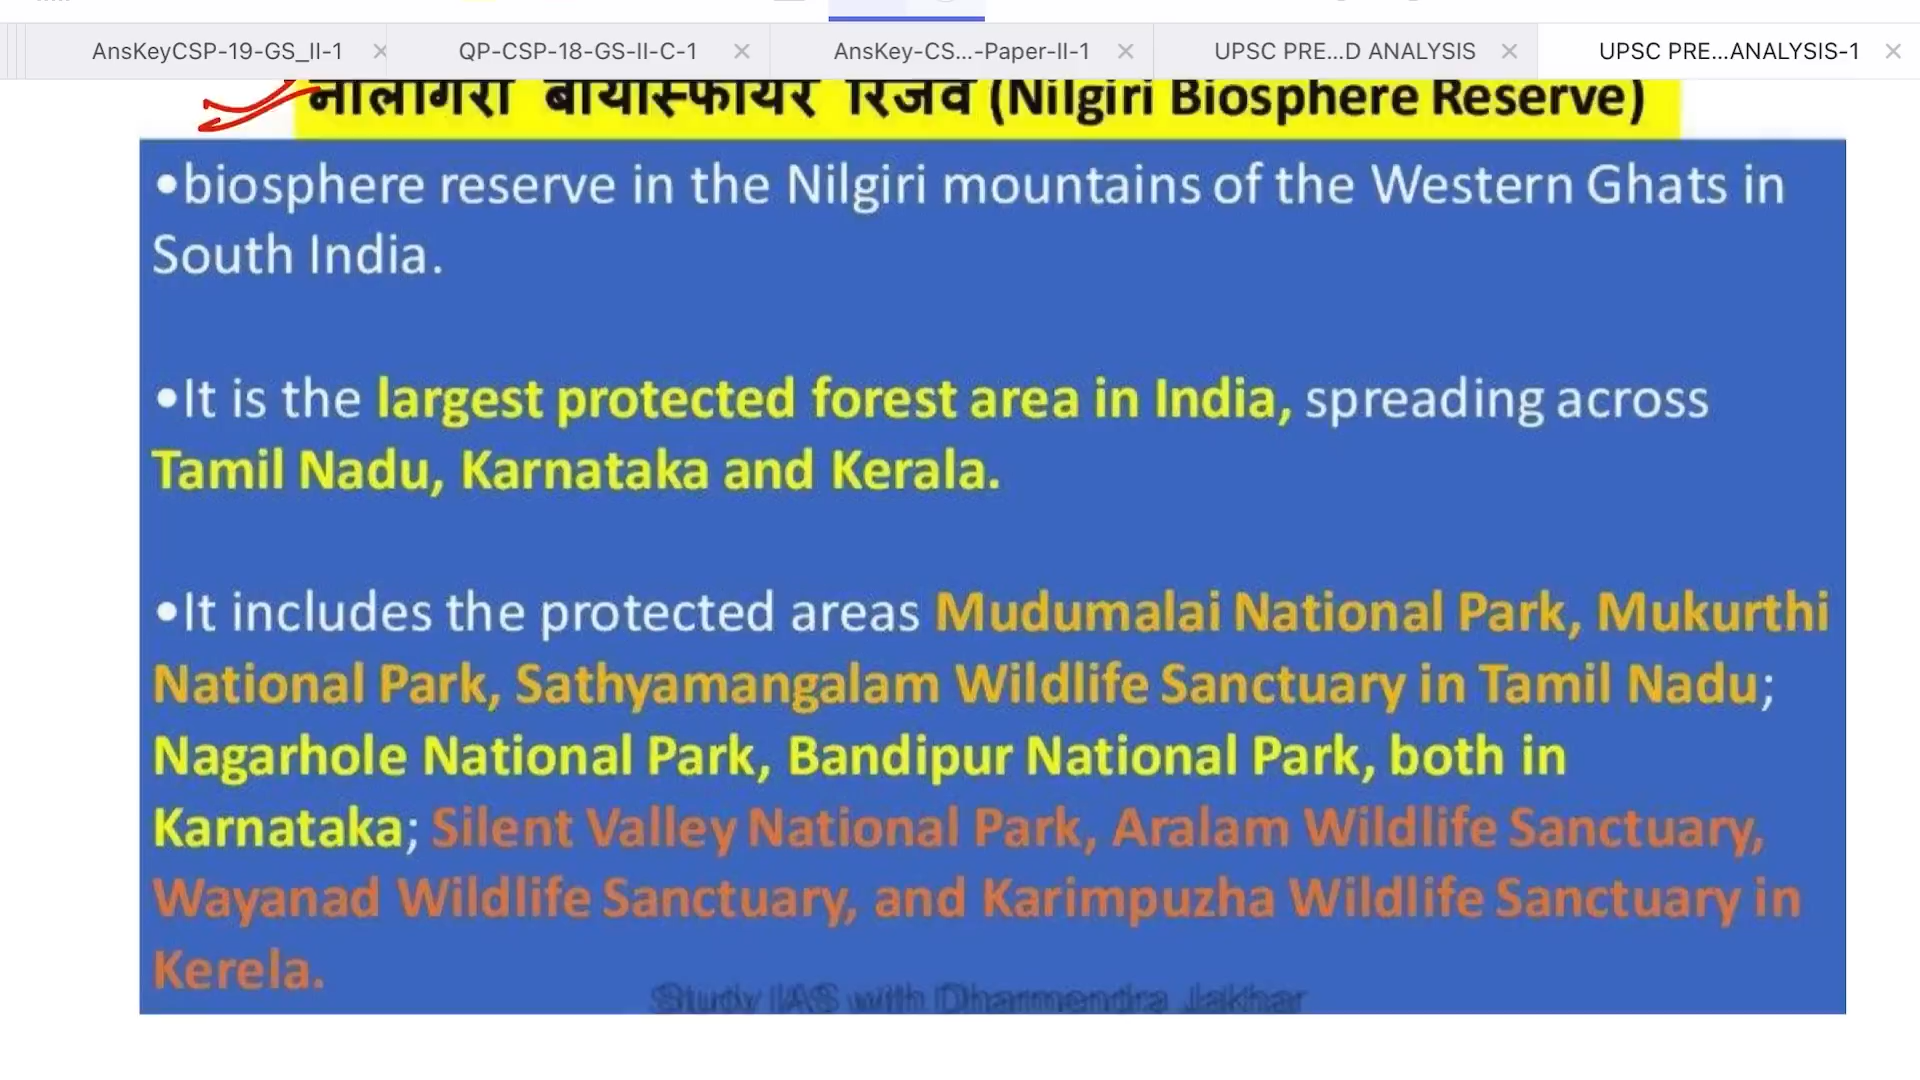 AnsKeyCSP-19-GS_II-1
QP-CSP-18-GS-II-C-1
AnsKey-CS...-Paper-II-1
UPSC PRE...D ANALYSIS
UPSC PRE...ANALYSIS-1
नीलगिरी बायोस्फीयर रिजर्व (Nilgiri Biosphere Reserve)
•biosphere reserve in the Nilgiri mountains of the Western Ghats in
South India.
•It is the largest protected forest area in India, spreading across
Tamil Nadu, Karnataka and Kerala.
•It includes the protected areas Mudumalai National Park, Mukurthi
National Park, Sathyamangalam Wildlife Sanctuary in Tamil Nadu;
Nagarhole National Park, Bandipur National Park, both in
Karnataka; Silent Valley National Park, Aralam Wildlife Sanctuary,
Wayanad Wildlife Sanctuary, and Karimpuzha Wildlife Sanctuary in
Kerela.
Study IAS with Dharmendra Jakhar